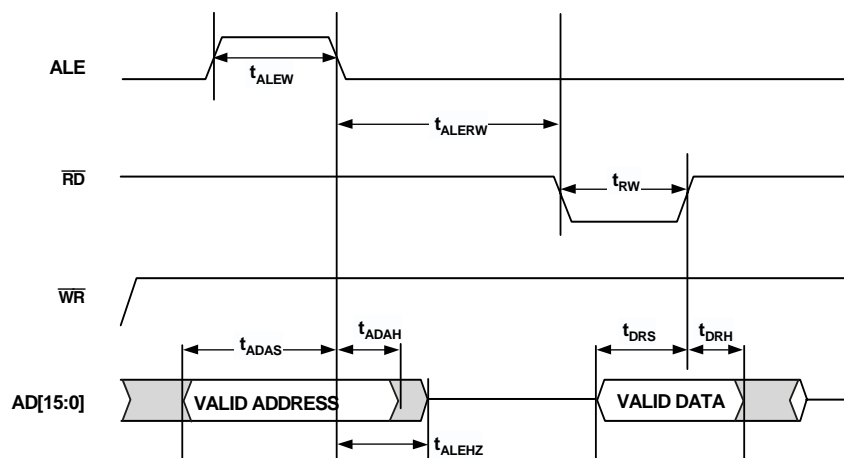 ALE
tALEW
tALERW
RD
tRW
WR
tADAS
tADAH
tDRS
tDRH
AD[15:0]
VALID ADDRESS
VALID DATA
tALEHZ